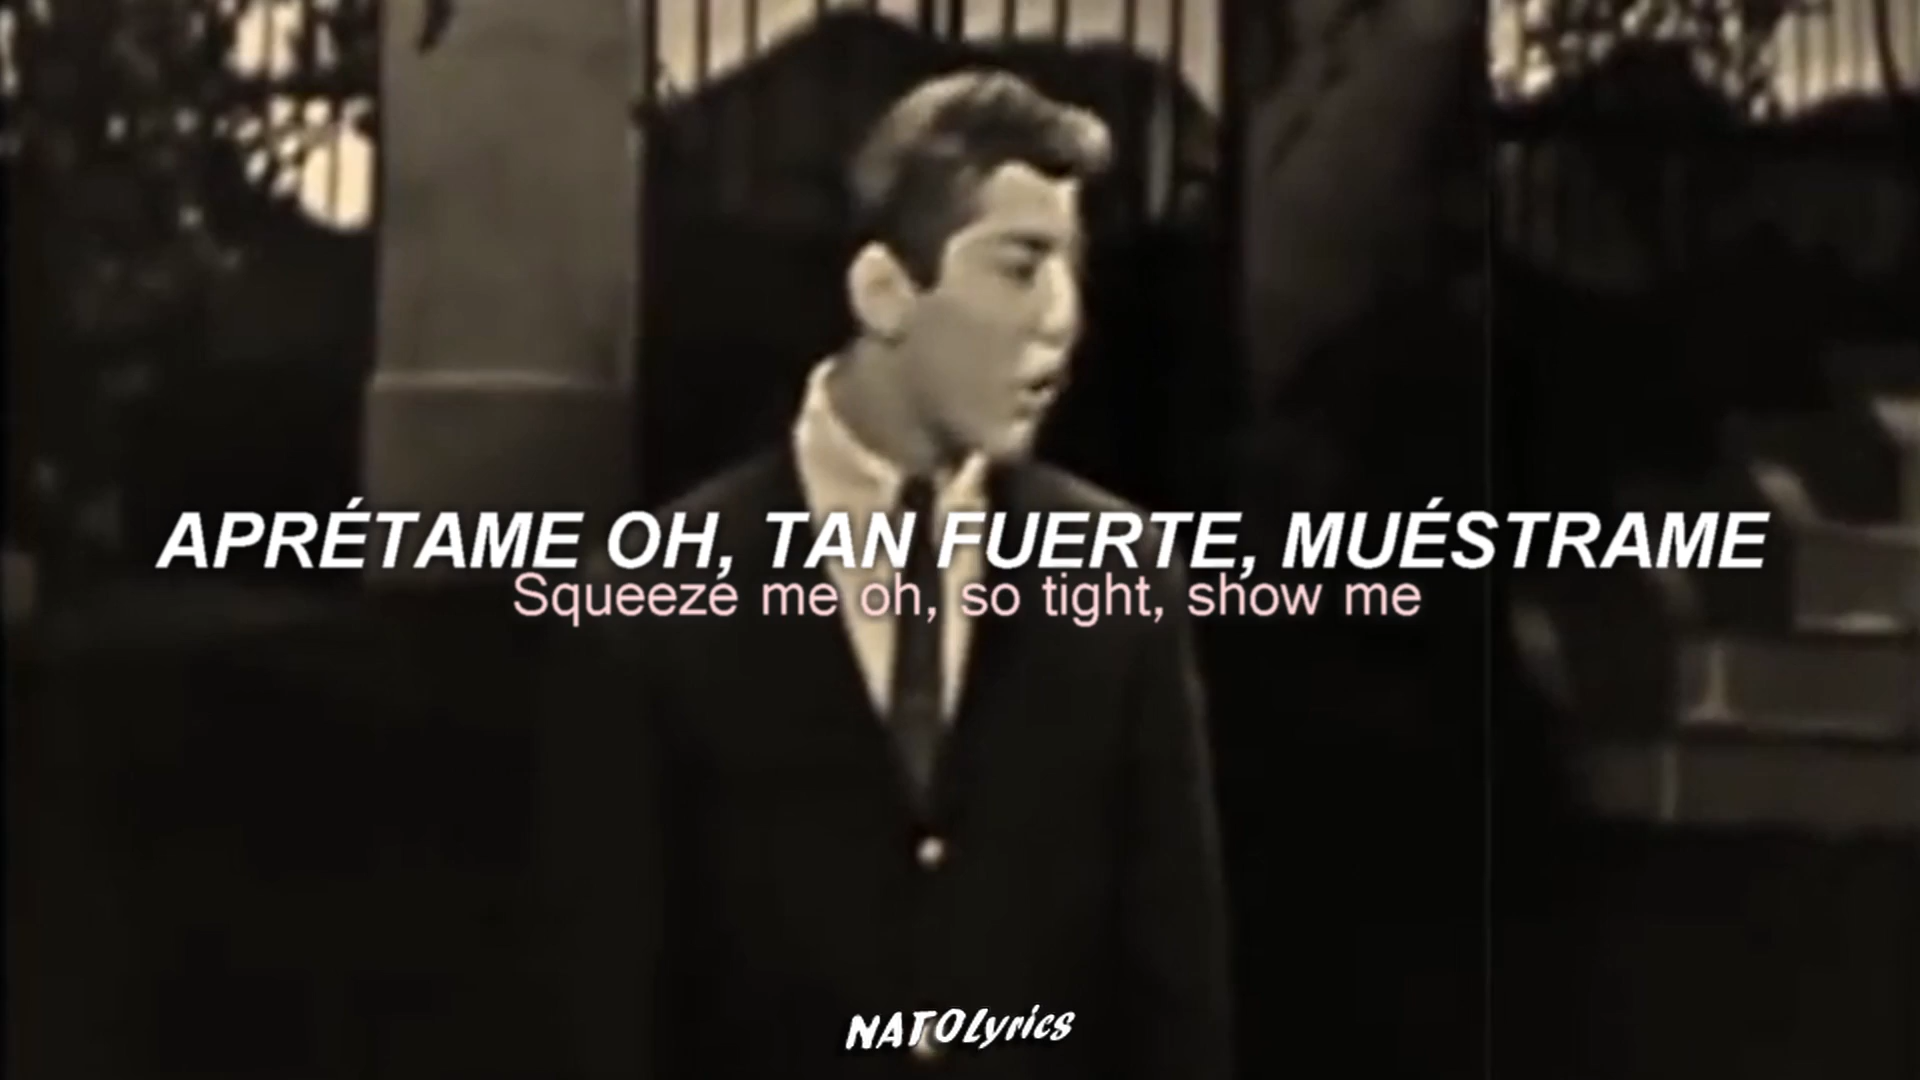 APRÉTAME OH, TAN FUERTE, MUÉSTRAME
Squeeze me oh, so tight, show me
NATOLyrics